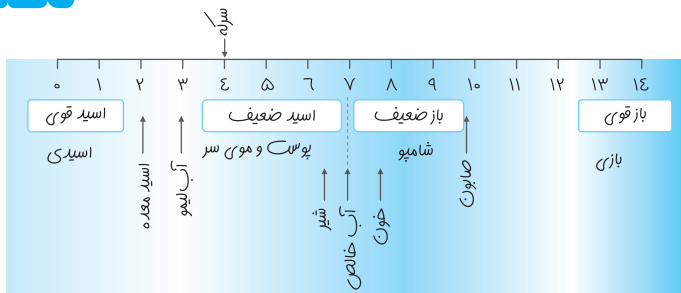 سرکه
۰ ۱ ۲ ۳ ۴ ۵ ۶ ۷ ۸ ۹ ۱۰ ۱۱ ۱۲ ۱۳ ۱۴
اسید قوی
اسید ضعیف
باز ضعیف
باز قوی
اسیدی
پوست و موی سر
شامپو
بازی
اسید معده
آب لیمو
شیر
آب خالص
خون
صابون